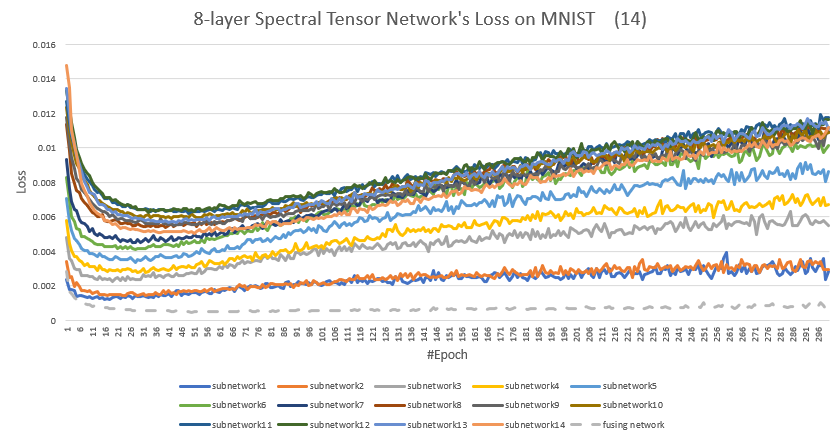 8-layer Spectral Tensor Network's Loss on MNIST (14)
0.016
0.014
0.012
0.01
0.008
0.006
0.004
0.002
0
Loss
1 6 11 16 21 26 31 36 41 46 51 56 61 66 71 76 81 86 91 96 101 106 111 116 121 126 131 136 141 146 151 156 161 166 171 176 181 186 191 196 201 206 211 216 221 226 231 236 241 246 251 256 261 266 271 276 281 286 291 296
#Epoch
subnetwork1 subnetwork2 subnetwork3 subnetwork4 subnetwork5
subnetwork6 subnetwork7 subnetwork8 subnetwork9 subnetwork10
subnetwork11 subnetwork12 subnetwork13 subnetwork14 fusing network